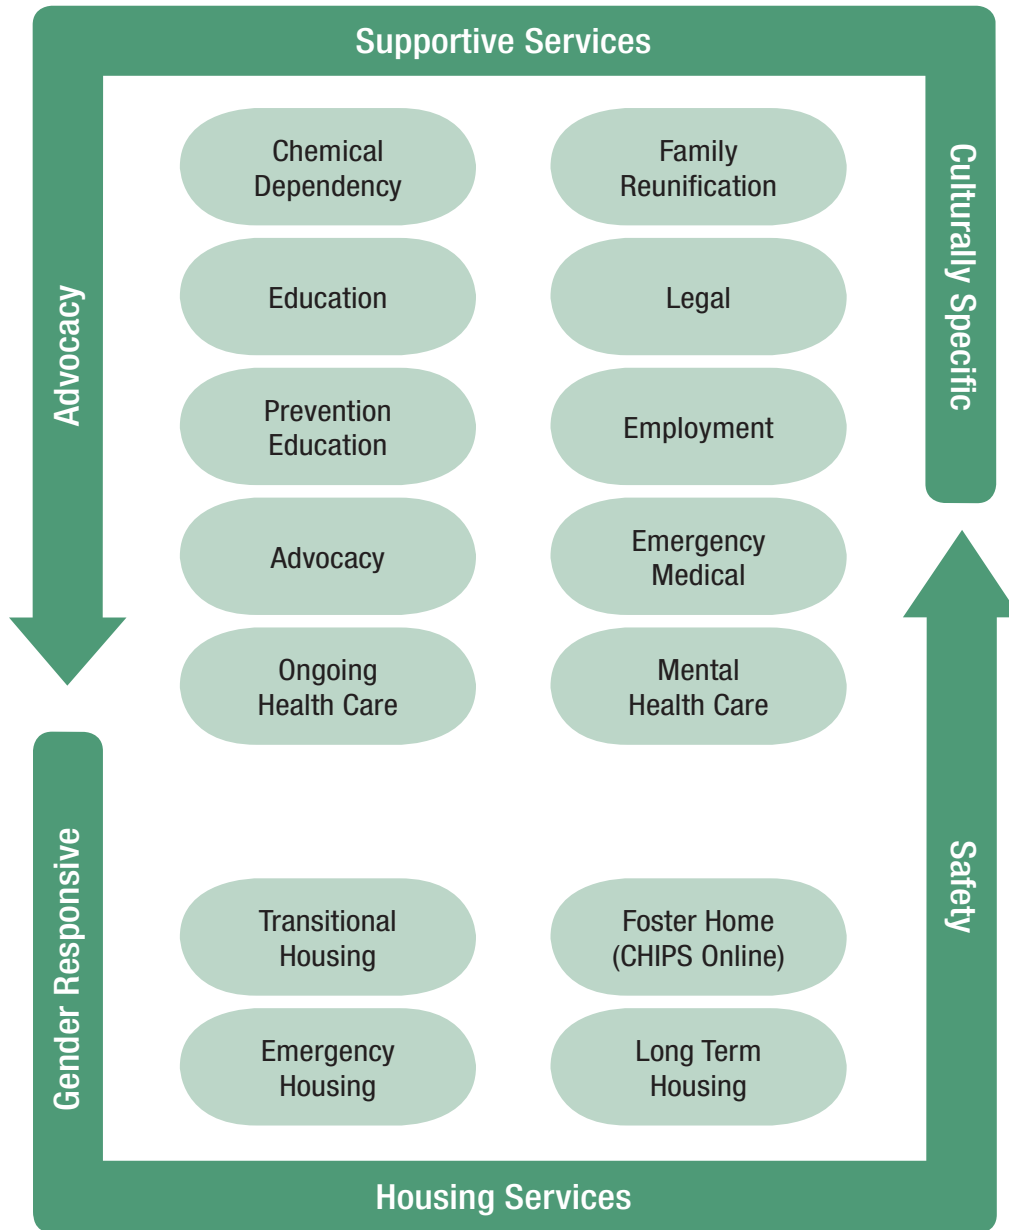 Supportive Services
Advocacy
Culturally Specific
Chemical
Dependency
Family
Reunification
Education
Legal
Prevention
Education
Employment
Advocacy
Emergency
Medical
Ongoing
Health Care
Mental
Health Care
Gender Responsive
Safety
Transitional
Housing
Foster Home
(CHIPS Online)
Emergency
Housing
Long Term
Housing
Housing Services